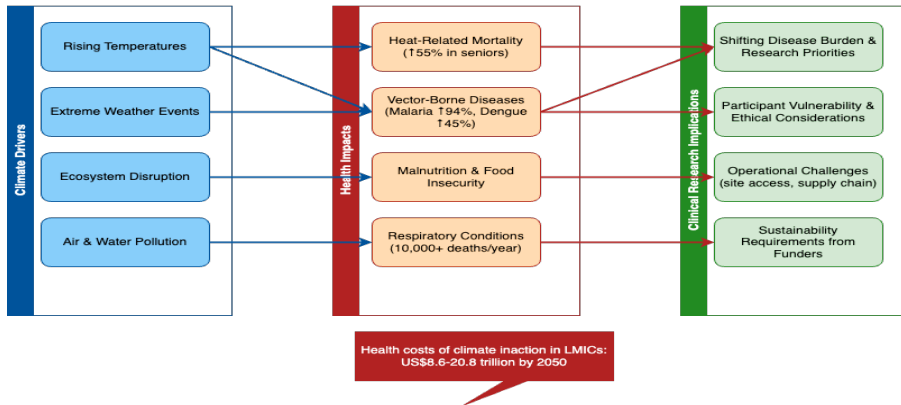 Climate Drivers
Rising Temperatures
Extreme Weather Events
Ecosystem Disruption
Air & Water Pollution
Health Impacts
Heat-Related Mortality
(↑55% in seniors)
Vector-Borne Diseases
(Malaria ↑94%, Dengue
↑45%)
Malnutrition & Food
Insecurity
Respiratory Conditions
(10,000+ deaths/year)
Clinical Research Implications
Shifting Disease Burden &
Research Priorities
Participant Vulnerability &
Ethical Considerations
Operational Challenges
(site access, supply chain)
Sustainability
Requirements from
Funders
Health costs of climate inaction in LMICs:
US$8.6-20.8 trillion by 2050